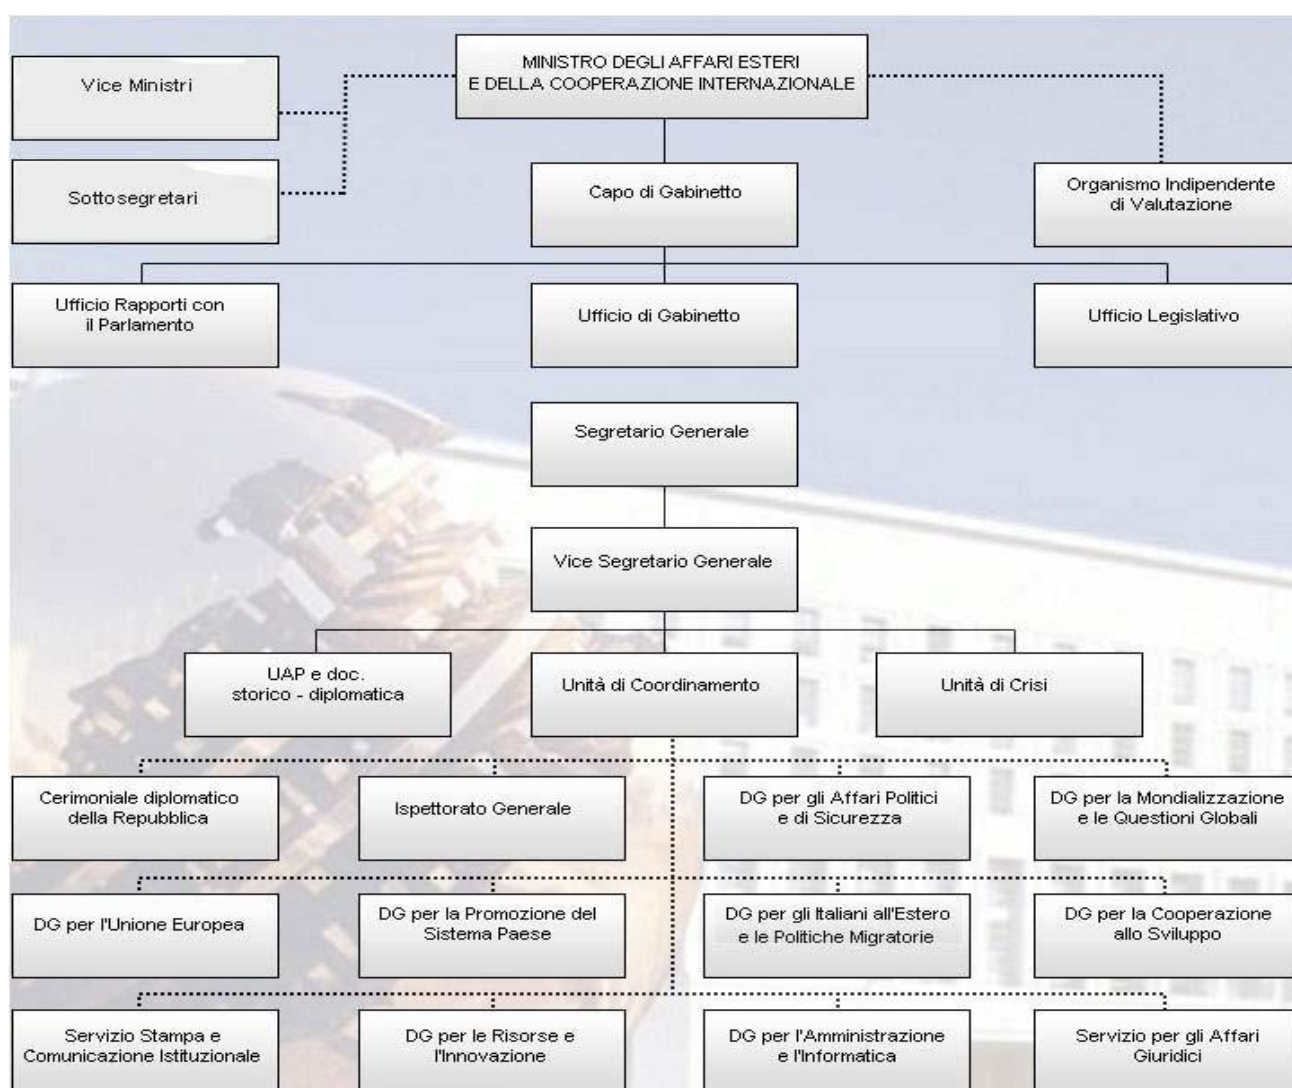 MINISTRO DEGLI AFFARI ESTERI
E DELLA COOPERAZIONE INTERNAZIONALE
Vice Ministri
Sottosegretari
Capo di Gabinetto
Organismo Indipendente
di Valutazione
Ufficio Rapporti con
il Parlamento
Ufficio di Gabinetto
Ufficio Legislativo
Segretario Generale
Vice Segretario Generale
UAP e doc.
storico - diplomatica
Unità di Coordinamento
Unità di Crisi
Cerimoniale diplomatico
della Repubblica
Ispettorato Generale
DG per gli Affari Politici
e di Sicurezza
DG per la Mondializzazione
e le Questioni Globali
DG per l'Unione Europea
DG per la Promozione del
Sistema Paese
DG per gli Italiani all'Estero
e le Politiche Migratorie
DG per la Cooperazione
allo Sviluppo
Servizio Stampa e
Comunicazione Istituzionale
DG per le Risorse e
l'Innovazione
DG per l'Amministrazione
e l'Informatica
Servizio per gli Affari
Giuridici